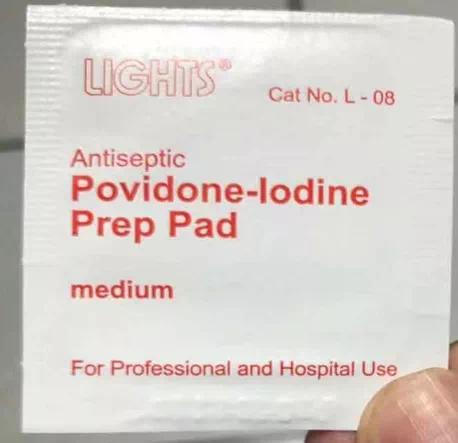 LIGHTS®
Cat No. L - 08
Antiseptic
Povidone-Iodine
Prep Pad
medium
For Professional and Hospital Use